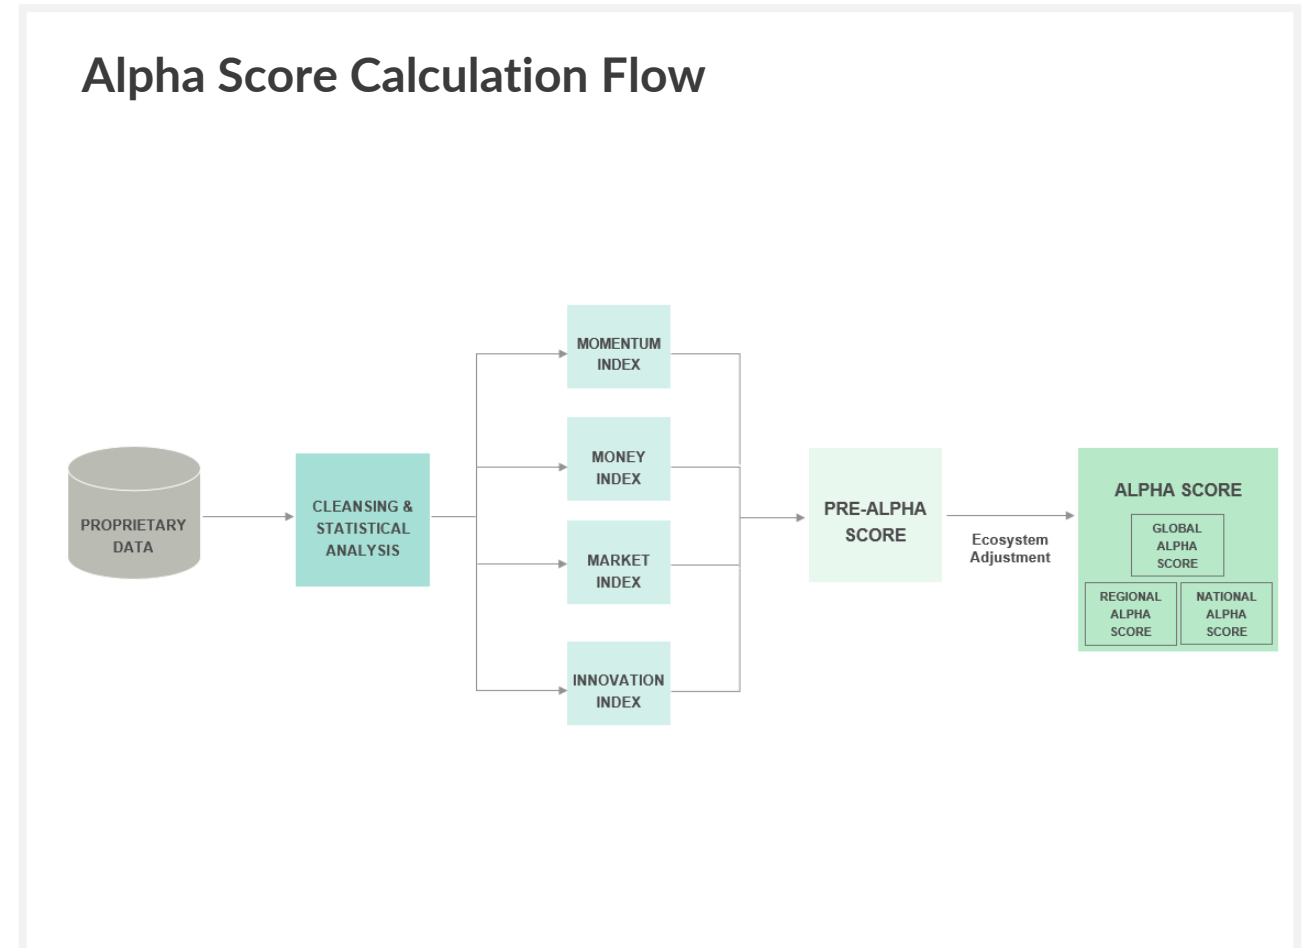 Alpha Score Calculation Flow
PROPRIETARY
DATA
CLEANSING &
STATISTICAL
ANALYSIS
MOMENTUM
INDEX
MONEY
INDEX
MARKET
INDEX
INNOVATION
INDEX
PRE-ALPHA
SCORE
Ecosystem
Adjustment
ALPHA SCORE
GLOBAL
ALPHA
SCORE
REGIONAL
ALPHA
SCORE
NATIONAL
ALPHA
SCORE